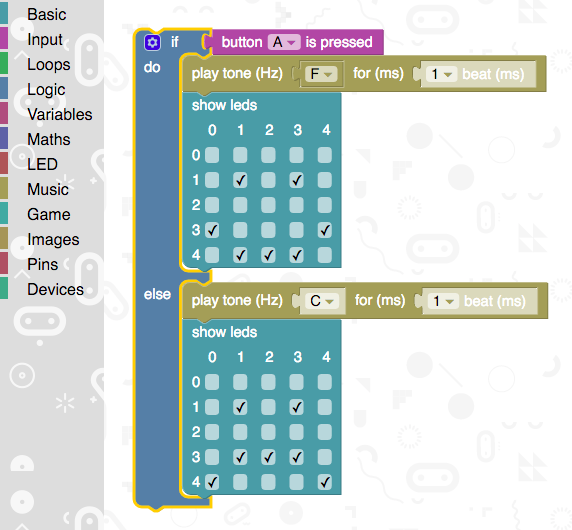 Basic
Input
Loops
Logic
Variables
Maths
LED
Music
Game
Images
Pins
Devices
if button A is pressed
do play tone (Hz) F for (ms) 1 beat (ms)
show leds
0 1 2 3 4
0
1
2
3
4
else play tone (Hz) C for (ms) 1 beat (ms)
show leds
0 1 2 3 4
0
1
2
3
4